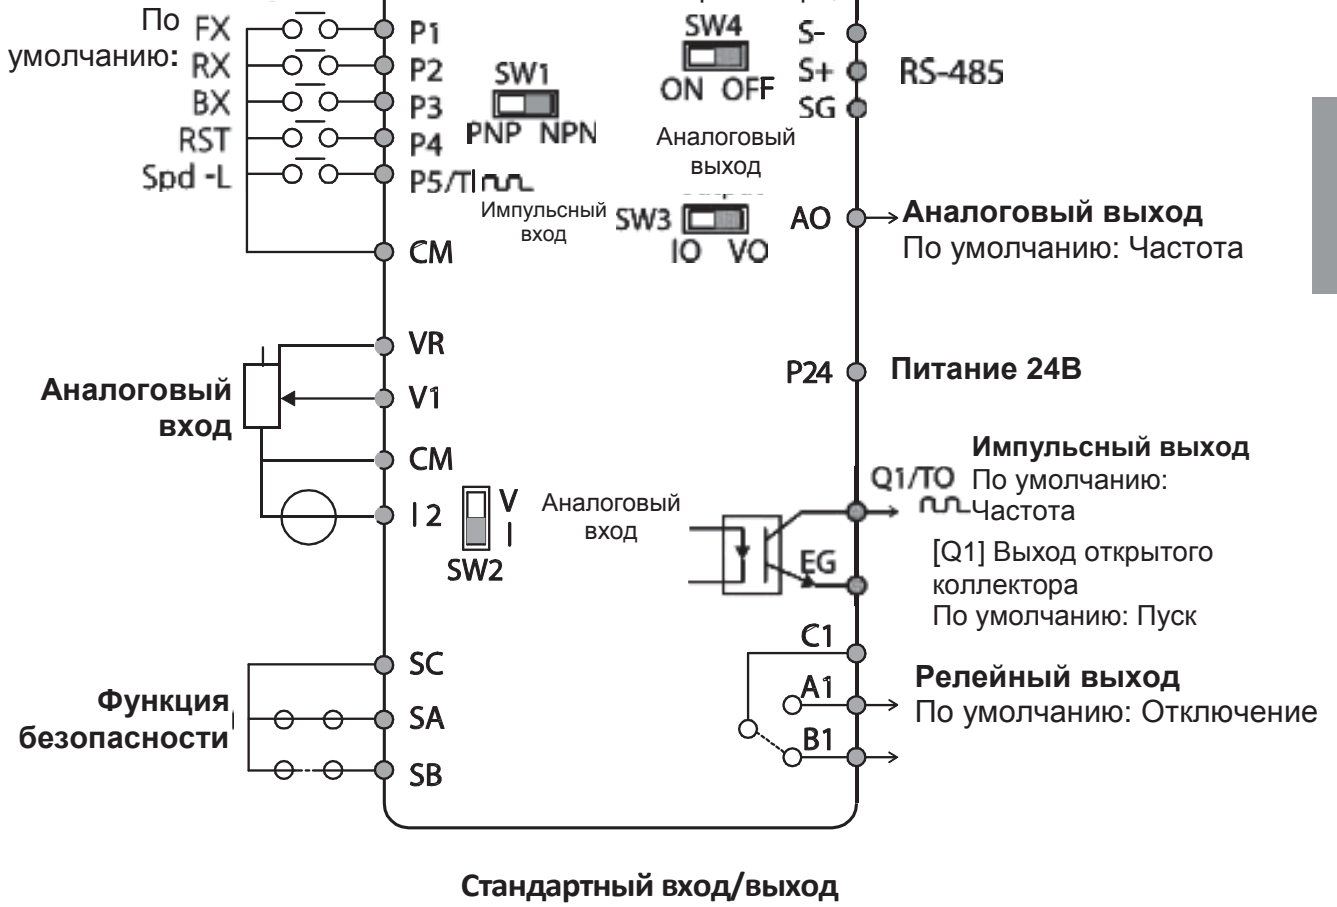 По
умолчанию:
FX
RX
BX
RST
Spd -L
P1
P2
P3
P4
P5/TI
CM
SW1
PNP NPN
Импульсный
вход
SW4
ON OFF
Аналоговый
выход
SW3
IO VO
S-
S+
SG
RS-485
AO
Аналоговый выход
По умолчанию: Частота
Аналоговый
вход
VR
V1
CM
I2
V
I
SW2
Аналоговый
вход
P24
Питание 24В
Q1/TO
Импульсный выход
По умолчанию:
Частота
EG
[Q1] Выход открытого
коллектора
По умолчанию: Пуск
C1
A1
B1
Релейный выход
По умолчанию: Отключение
Функция
безопасности
SC
SA
SB
Стандартный вход/выход